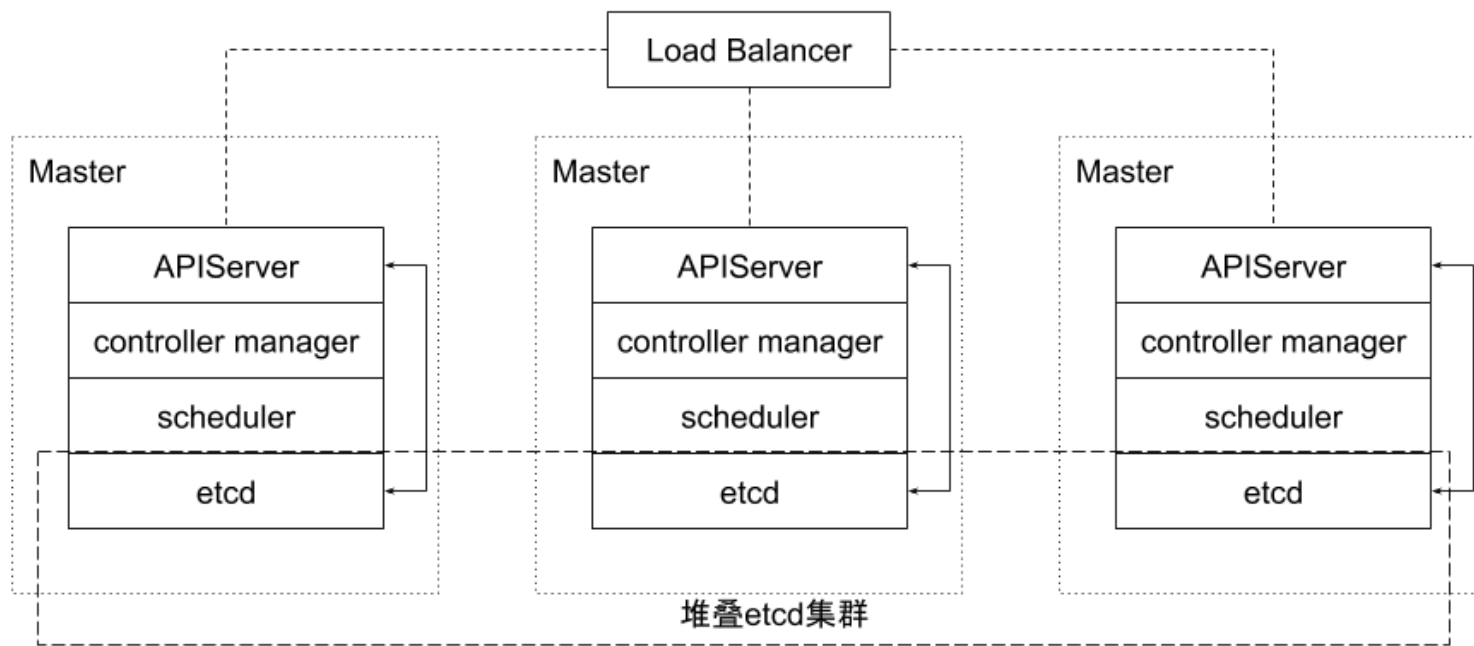 Load Balancer
Master
APIServer
controller manager
scheduler
etcd
Master
APIServer
controller manager
scheduler
etcd
Master
APIServer
controller manager
scheduler
etcd
堆叠etcd集群